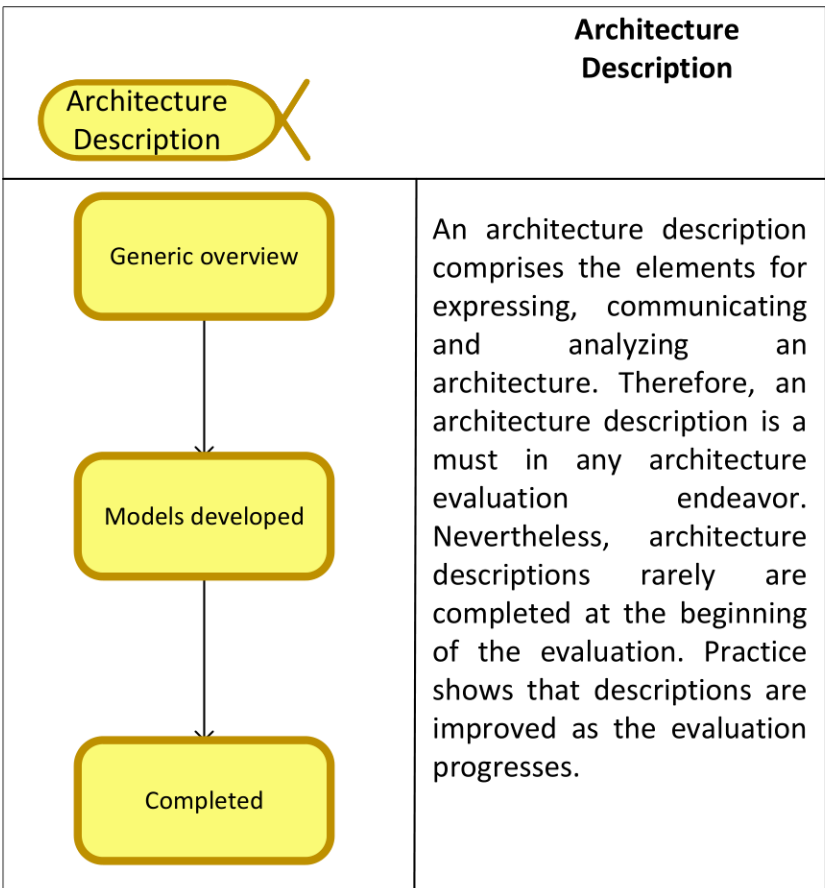 Architecture
Description
Architecture
Description
Generic overview
Models developed
Completed
An architecture description
comprises the elements for
expressing, communicating
and analyzing an
architecture. Therefore, an
architecture description is a
must in any architecture
evaluation endeavor.
Nevertheless, architecture
descriptions rarely are
completed at the beginning
of the evaluation. Practice
shows that descriptions are
improved as the evaluation
progresses.